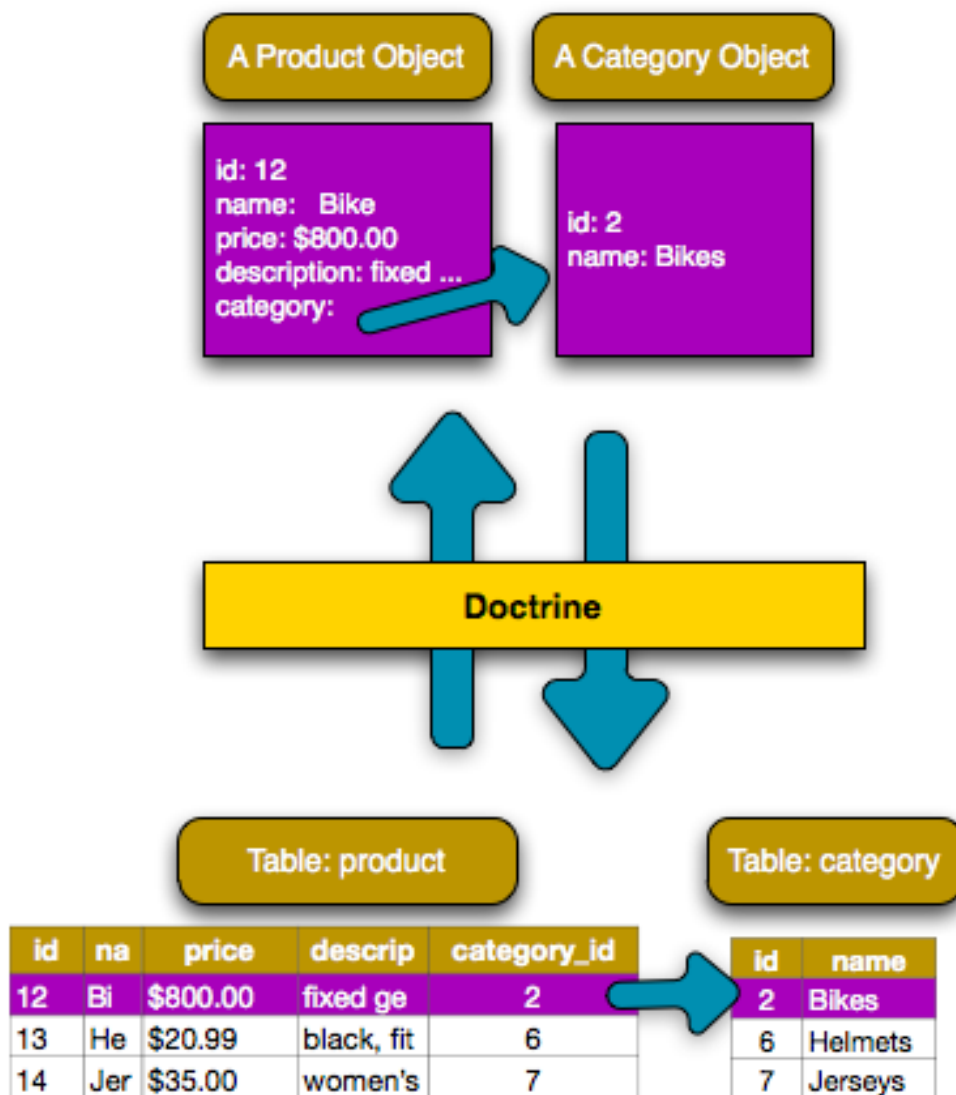 A Product Object
A Category Object
id: 12
name: Bike
price: $800.00
description: fixed ...
category:
id: 2
name: Bikes
Doctrine
Table: product
Table: category
id na price descrip category_id
12 Bi $800.00 fixed ge 2
13 He $20.99 black, fit 6
14 Jer $35.00 women's 7
id name
2 Bikes
6 Helmets
7 Jerseys